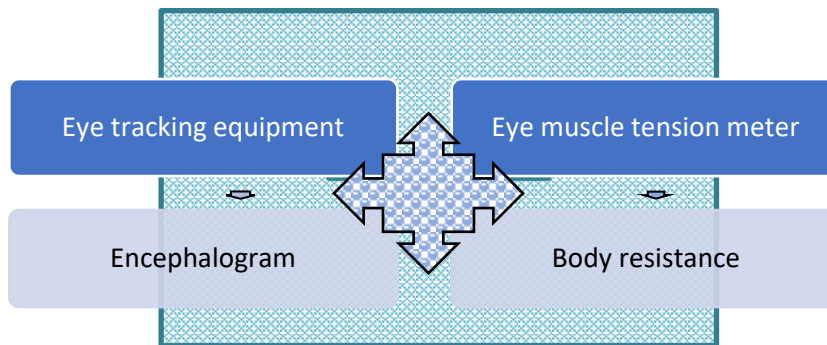 Eye tracking equipment
Eye muscle tension meter
Encephalogram
Body resistance